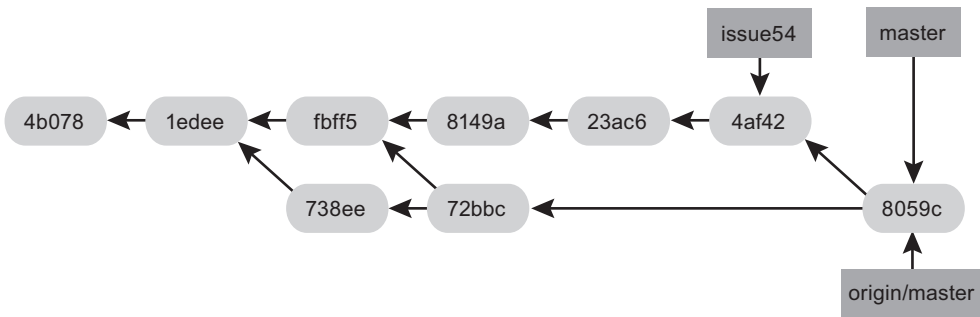 issue54
master
4b078
1edee
fbff5
8149a
23ac6
4af42
738ee
72bbc
8059c
origin/master